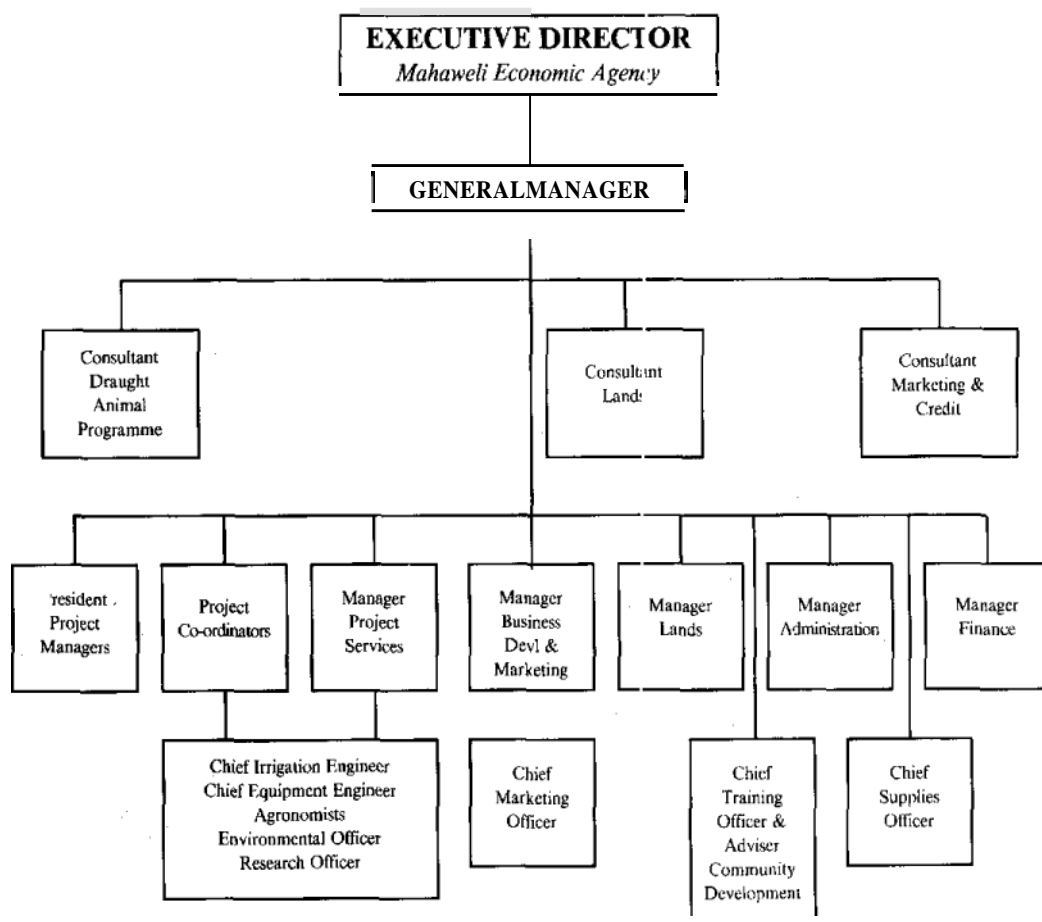 EXECUTIVE DIRECTOR
Mahaweli Economic Agency
GENERALMANAGER
Consultant
Draught
Animal
Programme
Consultant
Lands
Consultant
Marketing &
Credit
'resident
Project
Managers
Project
Co-ordinators
Manager
Project
Services
Manager
Business
Devl &
Marketing
Manager
Lands
Manager
Administration
Manager
Finance
Chief Irrigation Engineer
Chief Equipment Engineer
Agronomists
Environmental Officer
Research Officer
Chief
Marketing
Officer
Chief
Training
Officer &
Adviser
Community
Development
Chief
Supplies
Officer